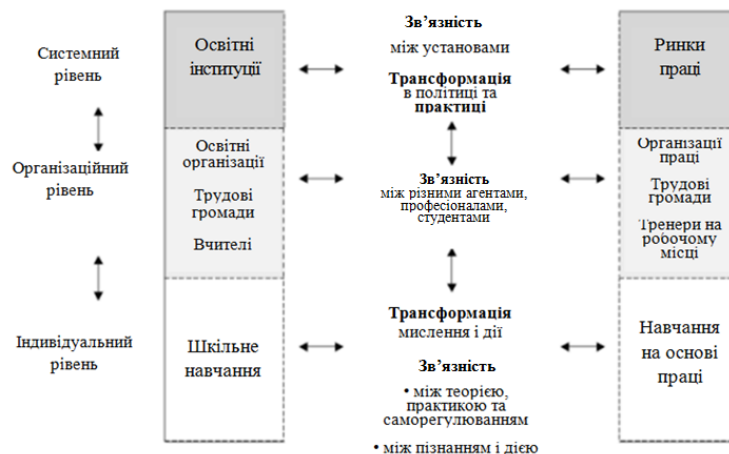 Системний
рівень
Освітні
інституції
Зв’язність
між установами
Трансформація
в політиці та
практиці
Ринки
праці
Організаційний
рівень
Освітні
організації
Трудові
громади
Вчителі
Зв’язність
між різними агентами,
професіоналами,
студентами
Організації
праці
Трудові
громади
Тренери на
робочому
місці
Індивідуальний
рівень
Шкільне
навчання
Трансформація
мислення і дії
Зв’язність
• між теорією,
практикою та
саморегулюванням
• між пізнанням і дією
Навчання
на основі
праці